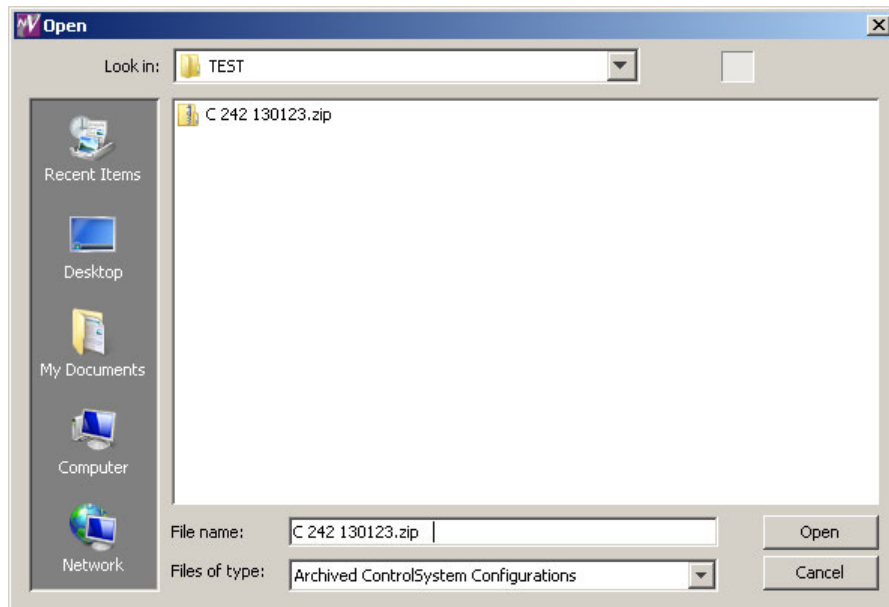 Open
Look in: TEST
C 242 130123.zip
Recent Items
Desktop
My Documents
Computer
Network
File name: C 242 130123.zip Open
Files of type: Archived ControlSystem Configurations Cancel